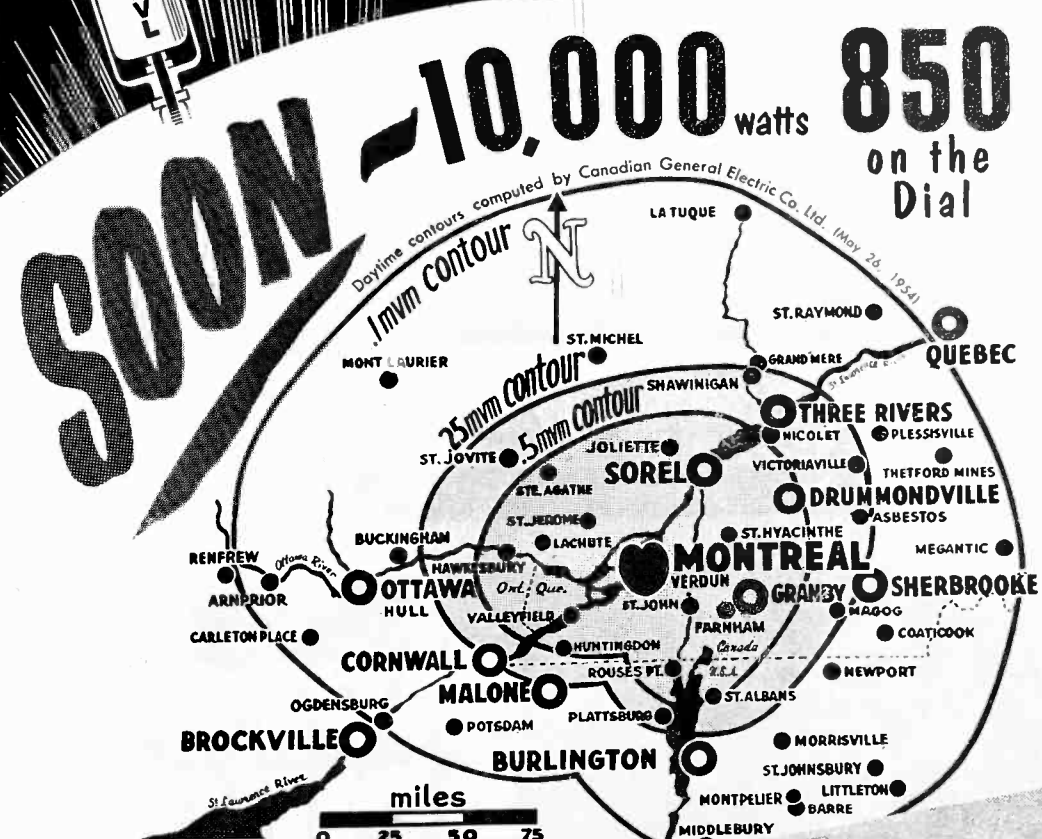 VL
SOON - 10,000 watts
850
on the
Dial
Daytime contours computed by Canadian General Electric Co. Ltd. (May 26, 1954)
.1mvm contour
N
LA TUQUE
ST. RAYMOND
QUEBEC
ST. MICHEL
MONT LAURIER
GRAND'MERE
St Lawrence River
25mvm contour
SHAWINIGAN
.5mvm contour
THREE RIVERS
NICOLET
PLESSISVILLE
ST. JOVITE
JOLIETTE
SOREL
VICTORIAVILLE
THETFORD MINES
STE. AGATHE
DRUMMONDVILLE
ASBESTOS
ST. JEROME
ST. HYACINTHE
BUCKINGHAM
LACHUTE
MEGANTIC
RENFREW
Ottawa River
HAWKESBURY
MONTREAL
VERDUN
ARNPRIOR
OTTAWA
HULL
Ont. Que.
GRANBY
SHERBROOKE
VALLEYFIELD
ST. JOHN
FARNHAM
MAGOG
CARLETON PLACE
COATICOOK
HUNTINGDON
Canada
U.S.A.
CORNWALL
ROUSES PT.
NEWPORT
MALONE
ST. ALBANS
OGDENSBURG
POTSDAM
PLATTSBURG
BROCKVILLE
BURLINGTON
MORRISVILLE
ST. JOHNSBURY
St Lawrence River
LITTLETON
MONTPELIER
BARRE
miles
0 25 50 75
MIDDLEBURY